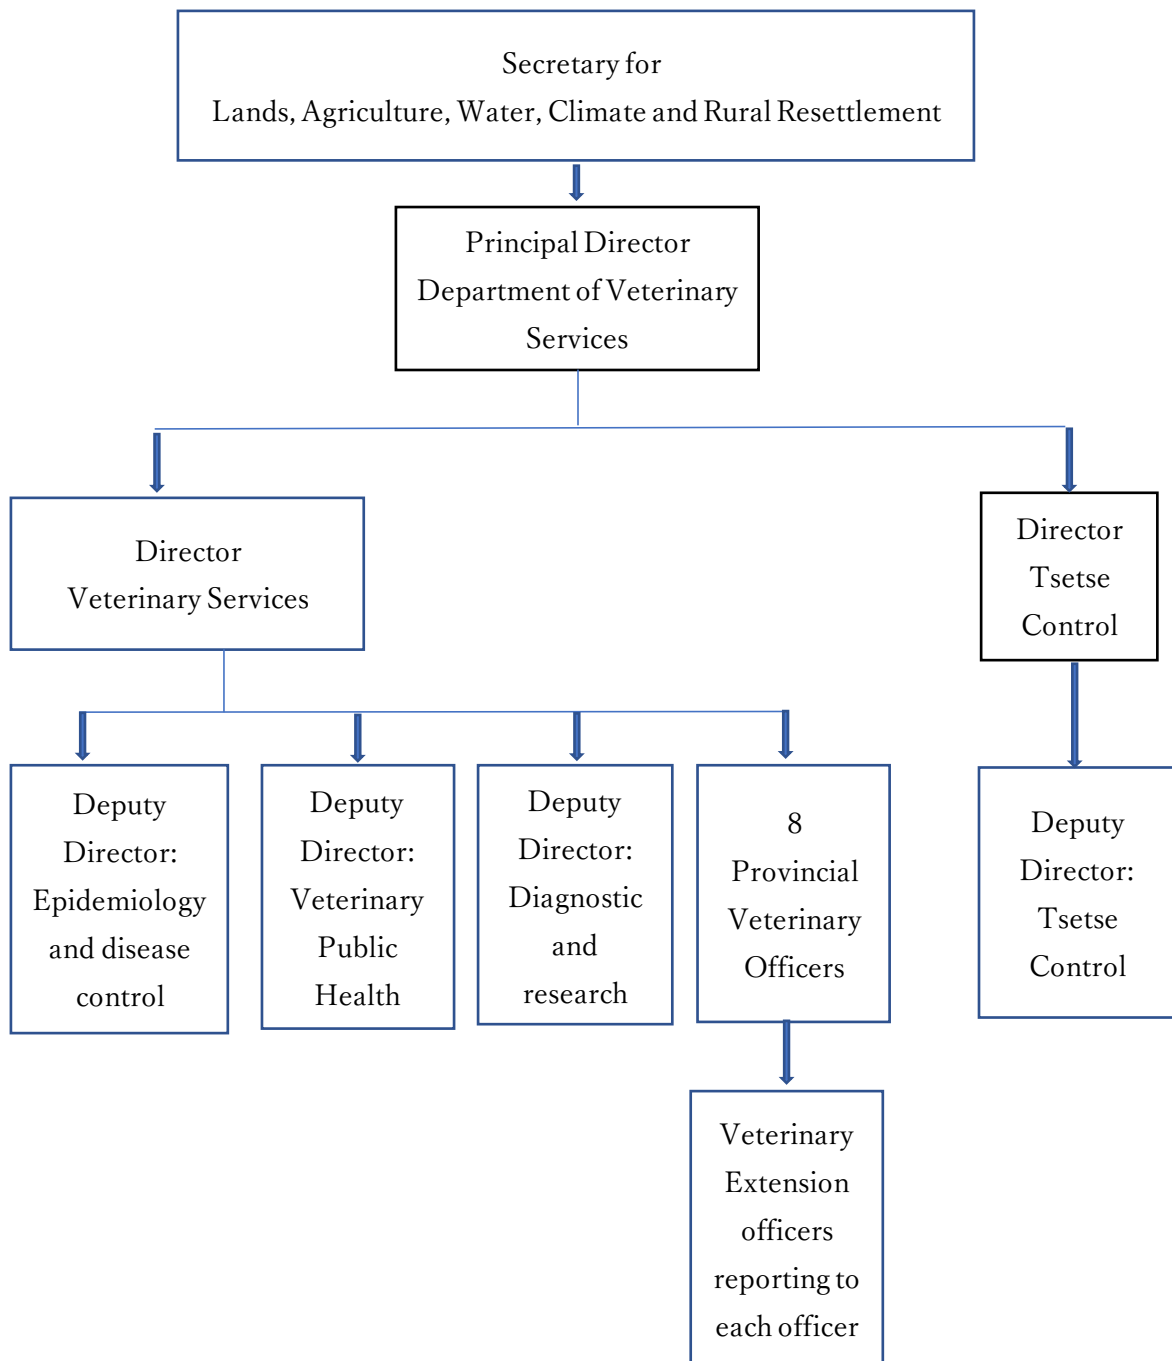 Secretary for
Lands, Agriculture, Water, Climate and Rural Resettlement
Principal Director
Department of Veterinary
Services
Director
Veterinary Services
Director
Tsetse
Control
Deputy
Director:
Epidemiology
and disease
control
Deputy
Director:
Veterinary
Public
Health
Deputy
Director:
Diagnostic
and
research
8
Provincial
Veterinary
Officers
Deputy
Director:
Tsetse
Control
Veterinary
Extension
officers
reporting to
each officer